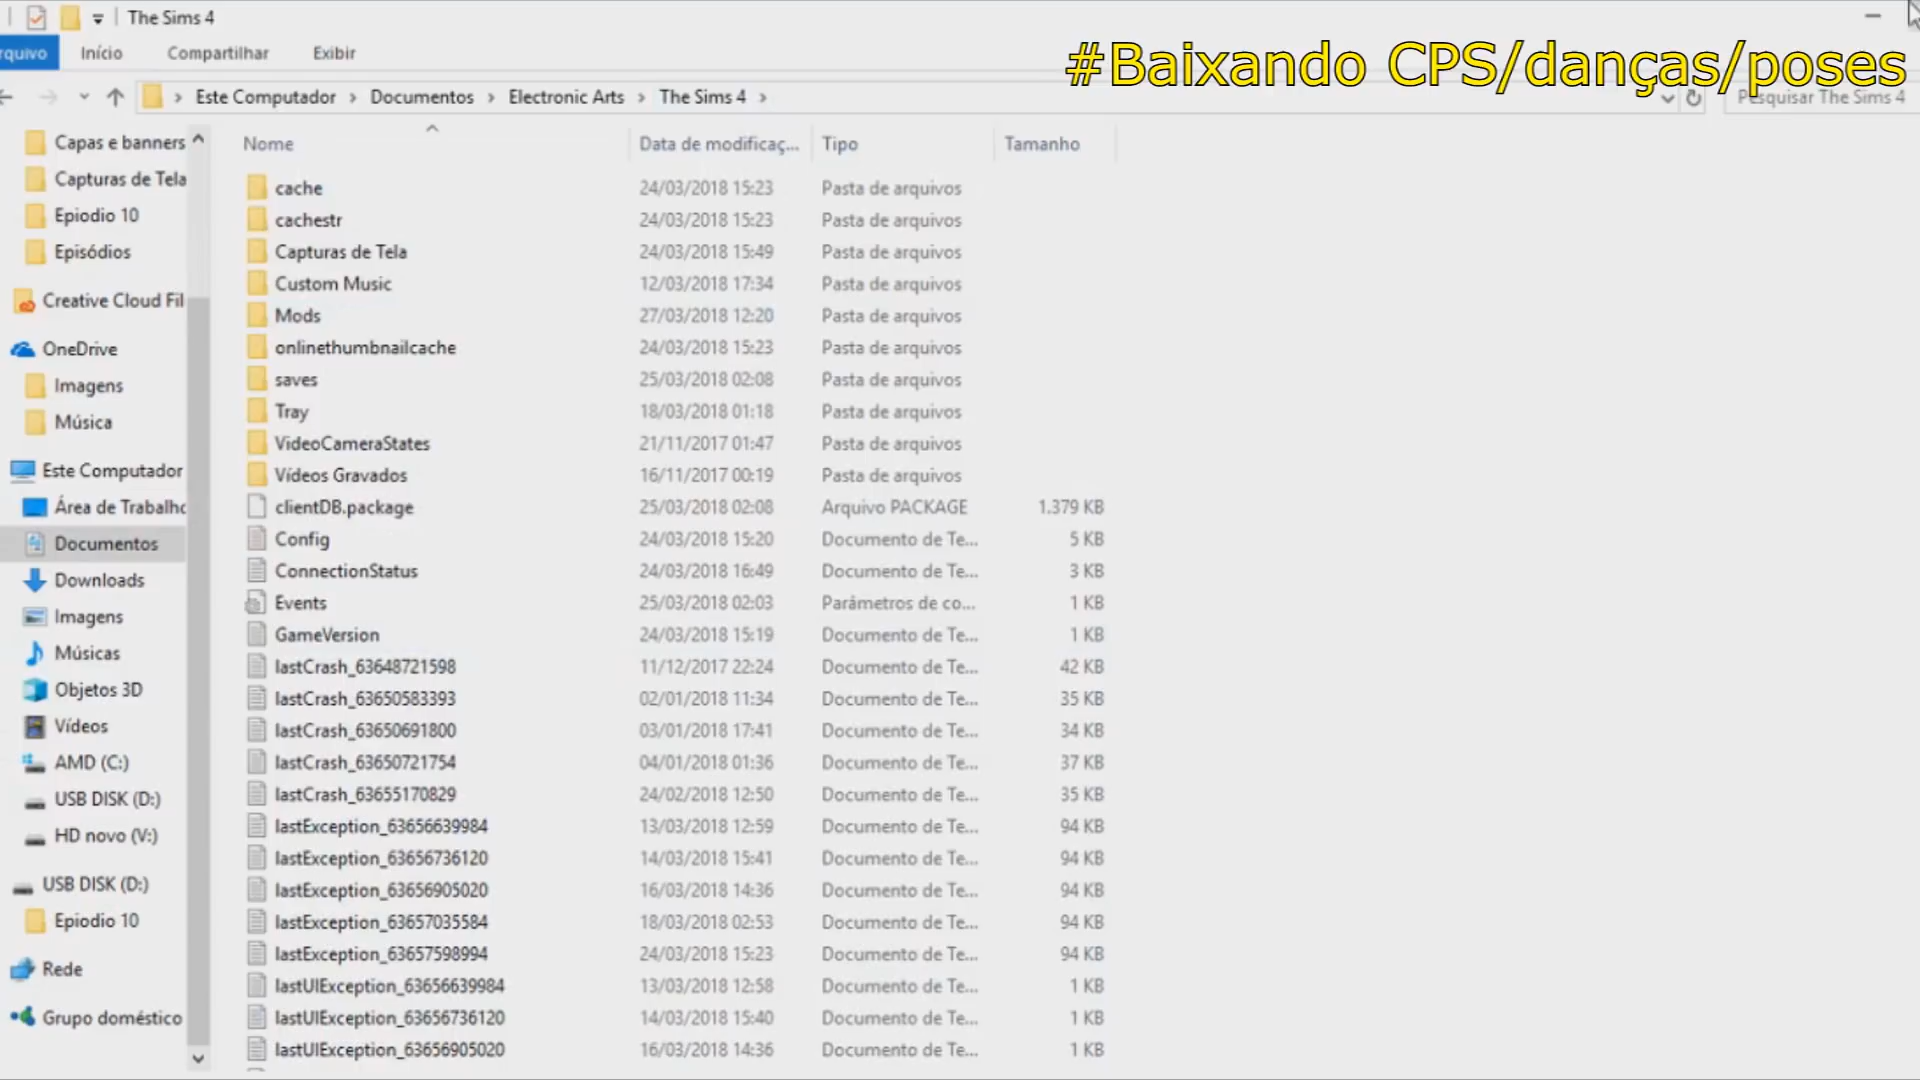 The Sims 4
rquivo Início Compartilhar Exibir
#Baixando CPS/danças/poses
Este Computador > Documentos > Electronic Arts > The Sims 4 >
Pesquisar The Sims 4
Capas e banners
Capturas de Tela
Epiodio 10
Episódios
Creative Cloud Fil
OneDrive
Imagens
Música
Este Computador
Área de Trabalho
Documentos
Downloads
Imagens
Músicas
Objetos 3D
Vídeos
AMD (C:)
USB DISK (D:)
HD novo (V:)
USB DISK (D:)
Epiodio 10
Rede
Grupo doméstico
Nome Data de modificaç... Tipo Tamanho
cache 24/03/2018 15:23 Pasta de arquivos
cachestr 24/03/2018 15:23 Pasta de arquivos
Capturas de Tela 24/03/2018 15:49 Pasta de arquivos
Custom Music 12/03/2018 17:34 Pasta de arquivos
Mods 27/03/2018 12:20 Pasta de arquivos
onlinethumbnailcache 24/03/2018 15:23 Pasta de arquivos
saves 25/03/2018 02:08 Pasta de arquivos
Tray 18/03/2018 01:18 Pasta de arquivos
VideoCameraStates 21/11/2017 01:47 Pasta de arquivos
Vídeos Gravados 16/11/2017 00:19 Pasta de arquivos
clientDB.package 25/03/2018 02:08 Arquivo PACKAGE 1.379 KB
Config 24/03/2018 15:20 Documento de Te... 5 KB
ConnectionStatus 24/03/2018 16:49 Documento de Te... 3 KB
Events 25/03/2018 02:03 Parâmetros de co... 1 KB
GameVersion 24/03/2018 15:19 Documento de Te... 1 KB
lastCrash_63648721598 11/12/2017 22:24 Documento de Te... 42 KB
lastCrash_63650583393 02/01/2018 11:34 Documento de Te... 35 KB
lastCrash_63650691800 03/01/2018 17:41 Documento de Te... 34 KB
lastCrash_63650721754 04/01/2018 01:36 Documento de Te... 37 KB
lastCrash_63655170829 24/02/2018 12:50 Documento de Te... 35 KB
lastException_63656639984 13/03/2018 12:59 Documento de Te... 94 KB
lastException_63656736120 14/03/2018 15:41 Documento de Te... 94 KB
lastException_63656905020 16/03/2018 14:36 Documento de Te... 94 KB
lastException_63657035584 18/03/2018 02:53 Documento de Te... 94 KB
lastException_63657598994 24/03/2018 15:23 Documento de Te... 94 KB
lastUIException_63656639984 13/03/2018 12:58 Documento de Te... 1 KB
lastUIException_63656736120 14/03/2018 15:40 Documento de Te... 1 KB
lastUIException_63656905020 16/03/2018 14:36 Documento de Te... 1 KB